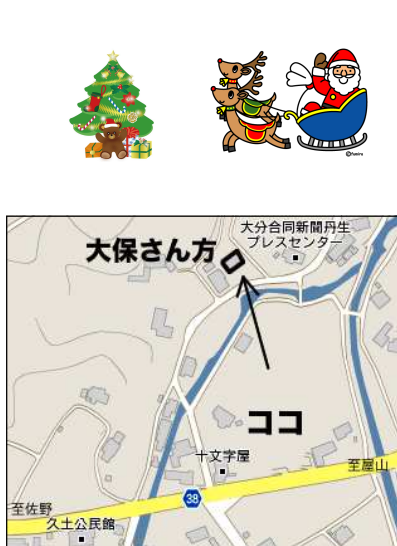 ©fumira
大分合同新聞丹生
プレスセンター
大保さん方
ココ
十文字屋
至屋山
38
至佐野
久土公民館